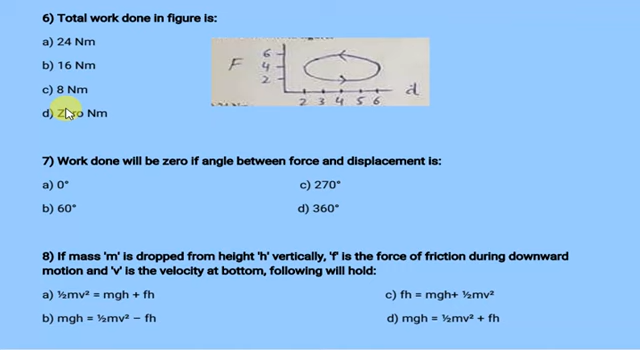 6) Total work done in figure is:
a) 24 Nm
b) 16 Nm
c) 8 Nm
d) Zero Nm
F
6
4
2
2 3 4 5 6
d
7) Work done will be zero if angle between force and displacement is:
a) 0°
c) 270°
b) 60°
d) 360°
8) If mass 'm' is dropped from height 'h' vertically, 'f' is the force of friction during downward
motion and 'v' is the velocity at bottom, following will hold:
a) ½mv² = mgh + fh
c) fh = mgh+ ½mv²
b) mgh = ½mv² − fh
d) mgh = ½mv² + fh